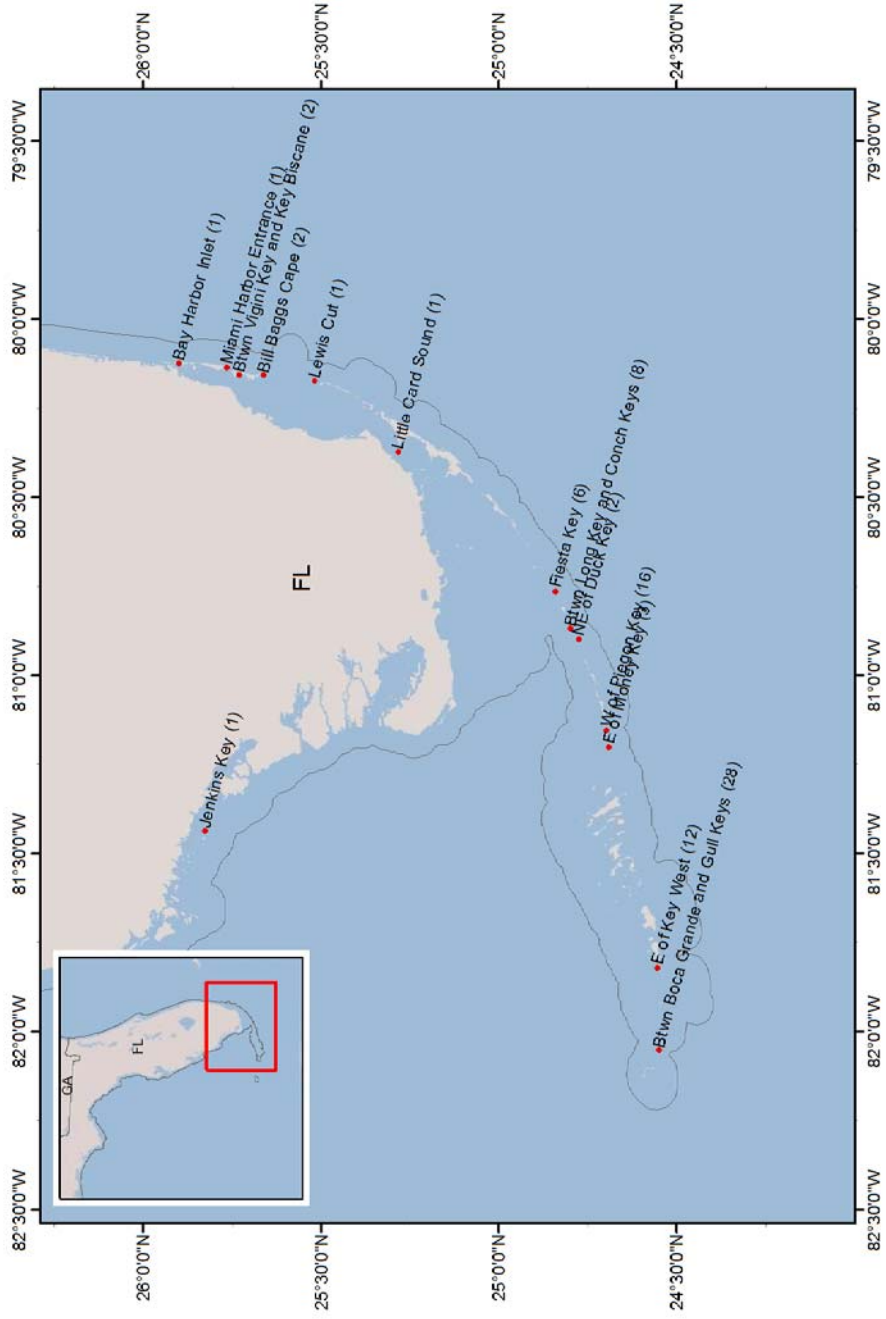 82°30'0"W
82°0'0"W
81°30'0"W
81°0'0"W
80°30'0"W
80°0'0"W
79°30'0"W
26°0'0"N
25°30'0"N
25°0'0"N
24°30'0"N
26°0'0"N
25°30'0"N
25°0'0"N
24°30'0"N
GA
FL
FL
Jenkins Key (1)
Bay Harbor Inlet (1)
Miami Harbor Entrance (1)
Btwn Vigini Key and Key Biscane (2)
Bill Baggs Cape (2)
Lewis Cut (1)
Little Card Sound (1)
Fiesta Key (6)
Btwn Long Key and Conch Keys (8)
NE of Duck Key (2)
W of Piegon Key (16)
E of Money Key (3)
E of Key West (12)
Btwn Boca Grande and Gull Keys (28)
82°30'0"W
82°0'0"W
81°30'0"W
81°0'0"W
80°30'0"W
80°0'0"W
79°30'0"W